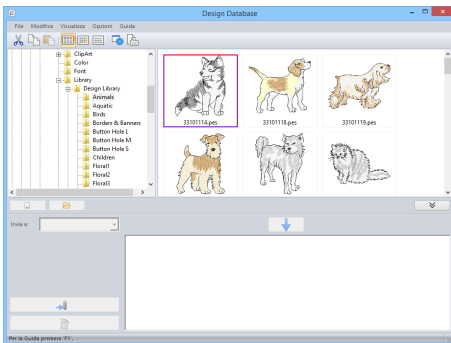 Design Database
File Modifica Visualizza Opzioni Guida
ClipArt
Color
Font
Library
Design Library
Animals
Aquatic
Birds
Borders & Banners
Button Hole L
Button Hole M
Button Hole S
Children
Floral1
Floral2
Floral3
33101114.pes 33101118.pes 33101119.pes
Invia a:
Per la Guida premere 'F1'.